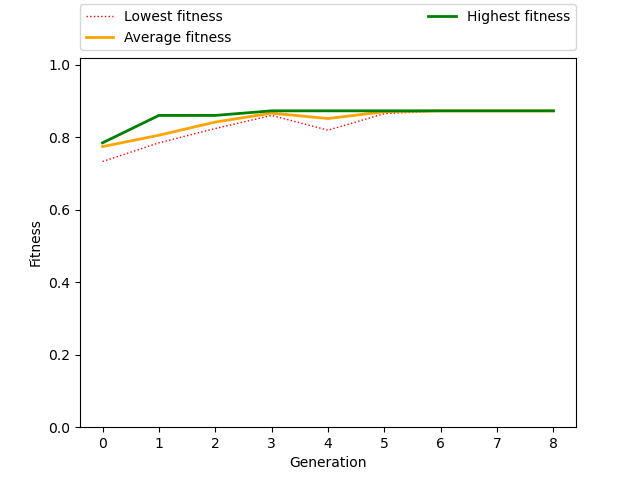 Lowest fitness
Average fitness
Highest fitness
1.0
0.8
0.6
0.4
0.2
0.0
Fitness
0 1 2 3 4 5 6 7 8
Generation